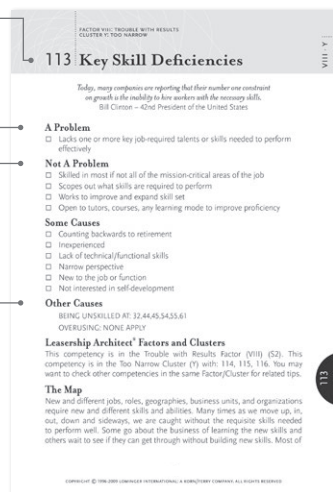 FACTOR VIII: TROUBLE WITH RESULTS
CLUSTER Y: TOO NARROW
VIII - Y
113 Key Skill Deficiencies
Today, many companies are reporting that their number one constraint
on growth is the inability to hire workers with the necessary skills.
Bill Clinton – 42nd President of the United States
A Problem
□ Lacks one or more key job-required talents or skills needed to perform
effectively
Not A Problem
□ Skilled in most if not all of the mission-critical areas of the job
□ Scopes out what skills are required to perform
□ Works to improve and expand skill set
□ Open to tutors, courses, any learning mode to improve proficiency
Some Causes
□ Counting backwards to retirement
□ Inexperienced
□ Lack of technical/functional skills
□ Narrow perspective
□ New to the job or function
□ Not interested in self-development
Other Causes
BEING UNSKILLED AT: 32,44,45,54,55,61
OVERUSING: NONE APPLY
Leasership Architect® Factors and Clusters
This competency is in the Trouble with Results Factor (VIII) (S2). This
competency is in the Too Narrow Cluster (Y) with: 114, 115, 116. You may
want to check other competencies in the same Factor/Cluster for related tips.
The Map
New and different jobs, roles, geographies, business units, and organizations
require new and different skills and abilities. Many times as we move up, in,
out, down and sideways, we are caught without the requisite skills needed
to perform well. Some go about the business of learning the new skills and
others wait to see if they can get through without building new skills. Most of
113
COPYRIGHT © 1996-2009 LOMINGER INTERNATIONAL: A KORN/FERRY COMPANY. ALL RIGHTS RESERVED.